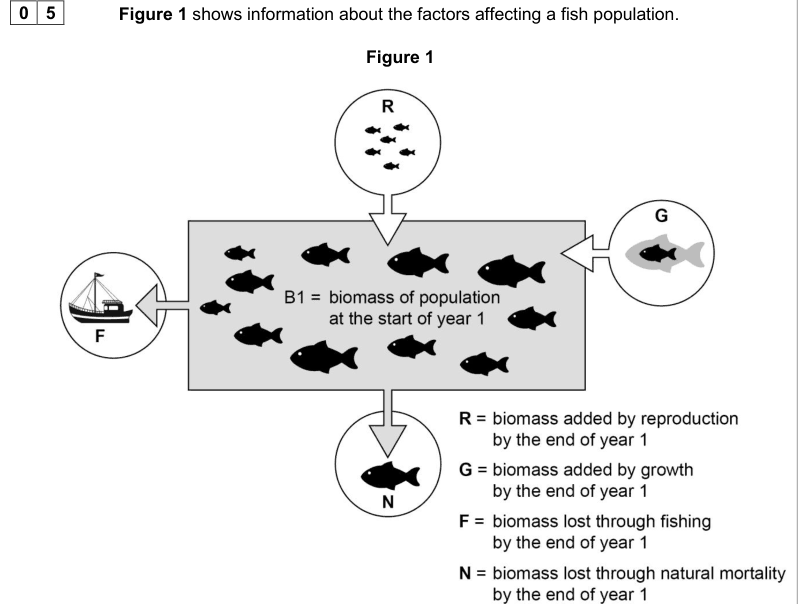 0 5 Figure 1 shows information about the factors affecting a fish population.
Figure 1
R
G
B1 = biomass of population
at the start of year 1
F
N
R = biomass added by reproduction
by the end of year 1
G = biomass added by growth
by the end of year 1
F = biomass lost through fishing
by the end of year 1
N = biomass lost through natural mortality
by the end of year 1